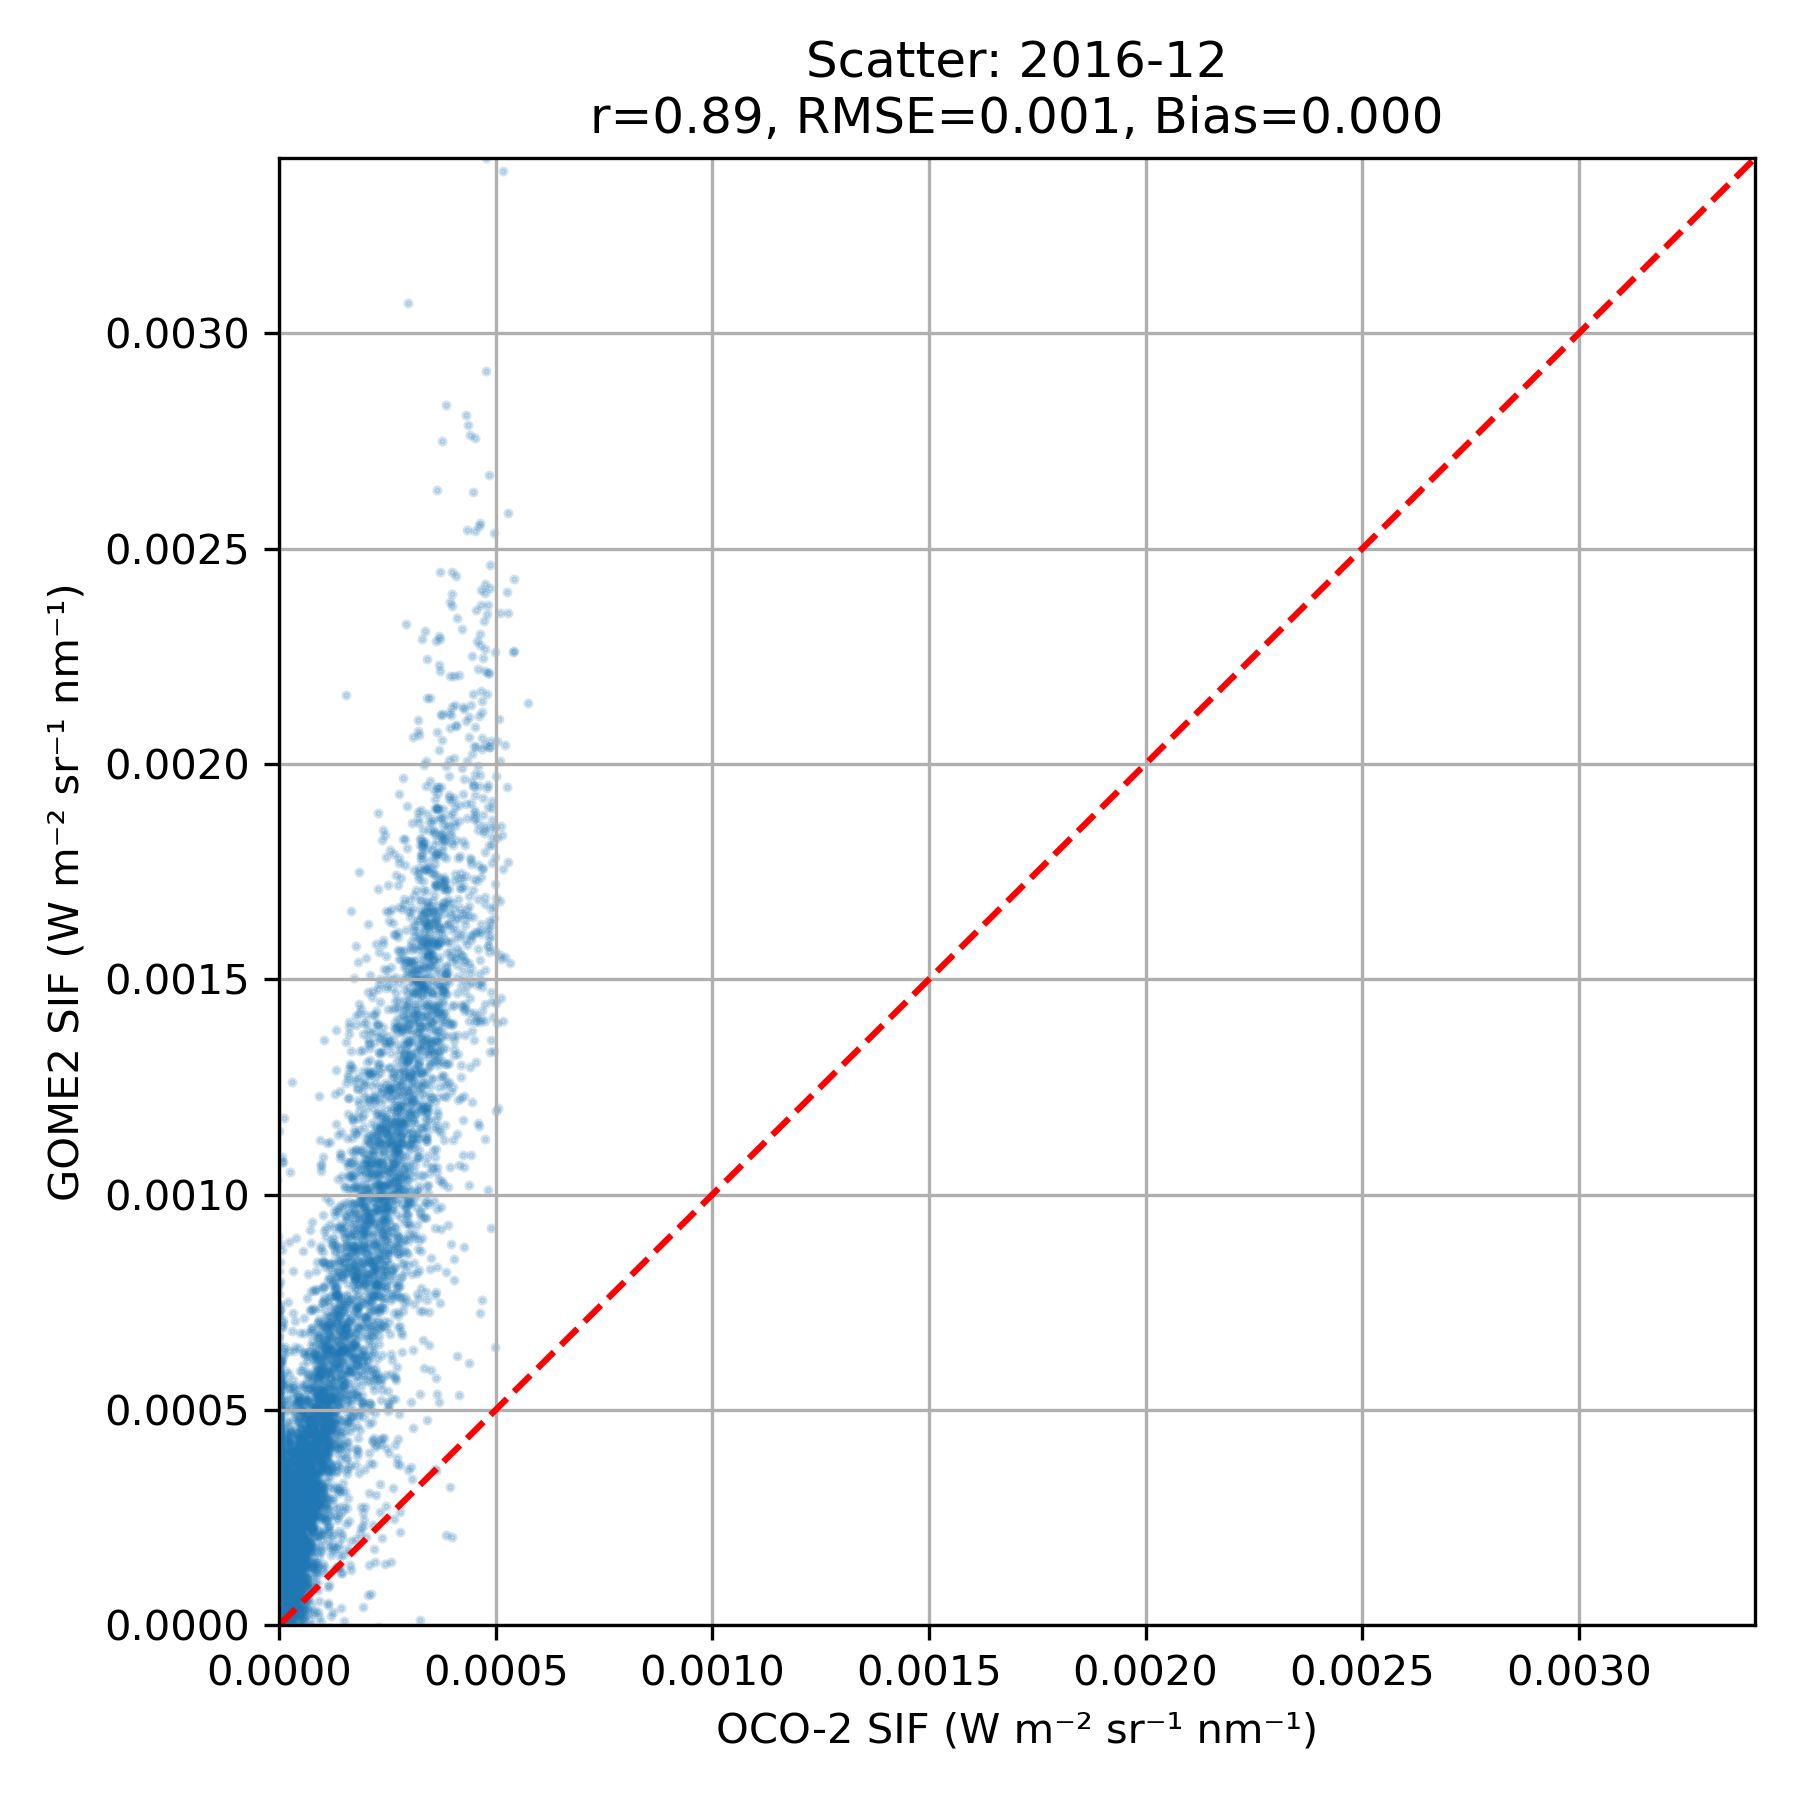 Scatter: 2016-12
r=0.89, RMSE=0.001, Bias=0.000
GOME2 SIF (W m⁻² sr⁻¹ nm⁻¹)
0.0030
0.0025
0.0020
0.0015
0.0010
0.0005
0.0000
0.0000 0.0005 0.0010 0.0015 0.0020 0.0025 0.0030
OCO-2 SIF (W m⁻² sr⁻¹ nm⁻¹)